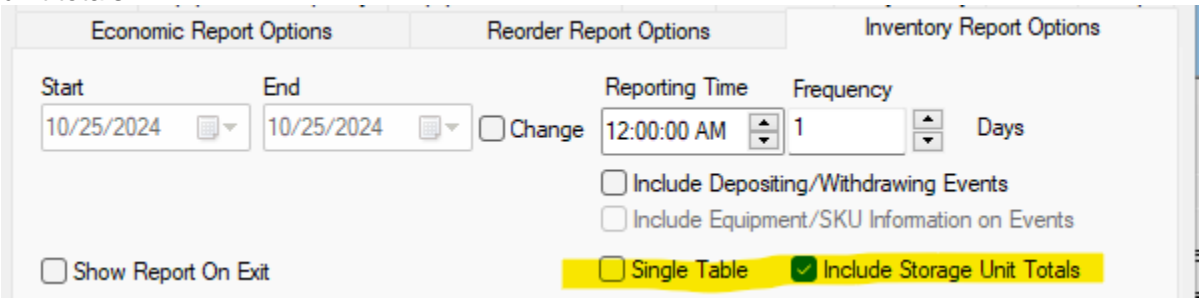 Economic Report Options Reorder Report Options Inventory Report Options
Start End Reporting Time Frequency
10/25/2024 10/25/2024 Change 12:00:00 AM 1 Days
Include Depositing/Withdrawing Events
Include Equipment/SKU Information on Events
Show Report On Exit Single Table Include Storage Unit Totals